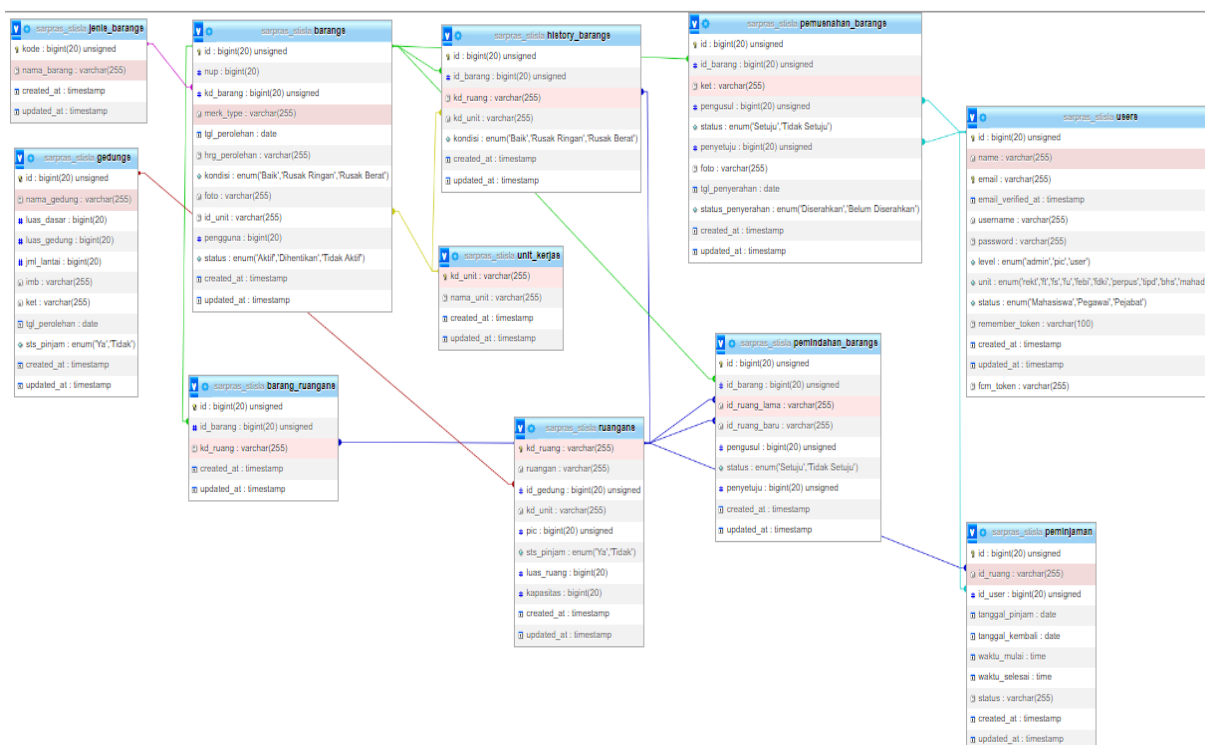 sarpras_stisla jenis_barangs
kode : bigint(20) unsigned
nama_barang : varchar(255)
created_at : timestamp
updated_at : timestamp
sarpras_stisla gedungs
id : bigint(20) unsigned
nama_gedung : varchar(255)
luas_dasar : bigint(20)
luas_gedung : bigint(20)
jml_lantai : bigint(20)
imb : varchar(255)
ket : varchar(255)
tgl_perolehan : date
sts_pinjam : enum('Ya','Tidak')
created_at : timestamp
updated_at : timestamp
sarpras_stisla barangs
id : bigint(20) unsigned
nup : bigint(20)
kd_barang : bigint(20) unsigned
merk_type : varchar(255)
tgl_perolehan : date
hrg_perolehan : varchar(255)
kondisi : enum('Baik','Rusak Ringan','Rusak Berat')
foto : varchar(255)
id_unit : varchar(255)
pengguna : bigint(20)
status : enum('Aktif','Dihentikan','Tidak Aktif')
created_at : timestamp
updated_at : timestamp
sarpras_stisla barang_ruangans
id : bigint(20) unsigned
id_barang : bigint(20) unsigned
kd_ruang : varchar(255)
created_at : timestamp
updated_at : timestamp
sarpras_stisla history_barangs
id : bigint(20) unsigned
id_barang : bigint(20) unsigned
kd_ruang : varchar(255)
kd_unit : varchar(255)
kondisi : enum('Baik','Rusak Ringan','Rusak Berat')
created_at : timestamp
updated_at : timestamp
sarpras_stisla unit_kerjas
kd_unit : varchar(255)
nama_unit : varchar(255)
created_at : timestamp
updated_at : timestamp
sarpras_stisla ruangans
kd_ruang : varchar(255)
ruangan : varchar(255)
id_gedung : bigint(20) unsigned
kd_unit : varchar(255)
pic : bigint(20) unsigned
sts_pinjam : enum('Ya','Tidak')
luas_ruang : bigint(20)
kapasitas : bigint(20)
created_at : timestamp
updated_at : timestamp
sarpras_stisla pemusnahan_barangs
id : bigint(20) unsigned
id_barang : bigint(20) unsigned
ket : varchar(255)
pengusul : bigint(20) unsigned
status : enum('Setuju','Tidak Setuju')
penyetuju : bigint(20) unsigned
foto : varchar(255)
tgl_penyerahan : date
status_penyerahan : enum('Diserahkan','Belum Diserahkan')
created_at : timestamp
updated_at : timestamp
sarpras_stisla pemindahan_barangs
id : bigint(20) unsigned
id_barang : bigint(20) unsigned
id_ruang_lama : varchar(255)
id_ruang_baru : varchar(255)
pengusul : bigint(20) unsigned
status : enum('Setuju','Tidak Setuju')
penyetuju : bigint(20) unsigned
created_at : timestamp
updated_at : timestamp
sarpras_stisla users
id : bigint(20) unsigned
name : varchar(255)
email : varchar(255)
email_verified_at : timestamp
username : varchar(255)
password : varchar(255)
level : enum('admin','pic','user')
unit : enum('rekt','ft','fs','fu','febi','fdki','perpus','tipd','bhs','mahad
status : enum('Mahasiswa','Pegawai','Pejabat')
remember_token : varchar(100)
created_at : timestamp
updated_at : timestamp
fcm_token : varchar(255)
sarpras_stisla peminjaman
id : bigint(20) unsigned
id_ruang : varchar(255)
id_user : bigint(20) unsigned
tanggal_pinjam : date
tanggal_kembali : date
waktu_mulai : time
waktu_selesai : time
status : varchar(255)
created_at : timestamp
updated_at : timestamp